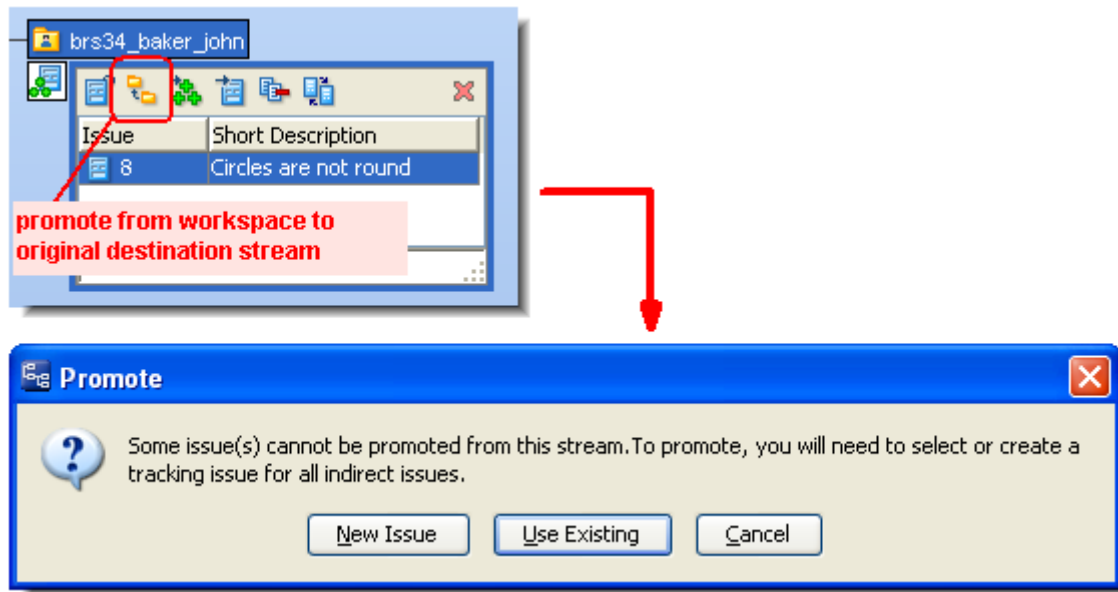 brs34_baker_john
Issue Short Description
8 Circles are not round
promote from workspace to
original destination stream
Promote
Some issue(s) cannot be promoted from this stream.To promote, you will need to select or create a
tracking issue for all indirect issues.
New Issue Use Existing Cancel